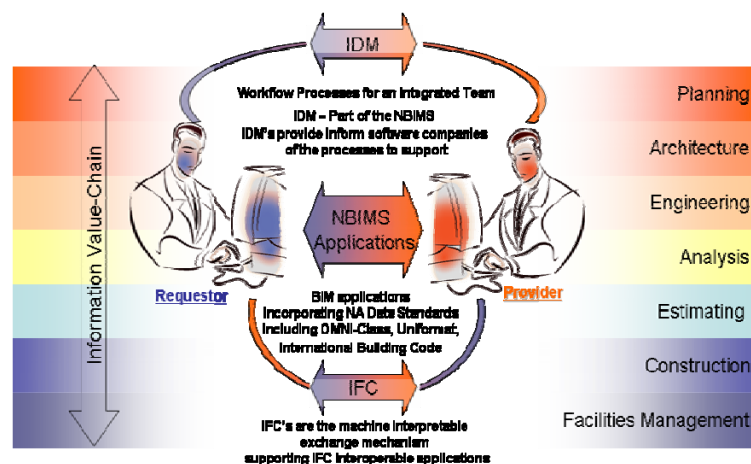 IDM
Workflow Processes for an Integrated Team
IDM – Part of the NBIMS
IDM's provide inform software companies
of the processes to support
NBIMS
Applications
Requestor
Provider
BIM applications
Incorporating NA Data Standards
Including OMNI-Class, Uniformat,
International Building Code
IFC
IFC's are the machine interpretable
exchange mechanism
supporting IFC interoperable applications
Information Value-Chain
Planning
Architecture
Engineering
Analysis
Estimating
Construction
Facilities Management